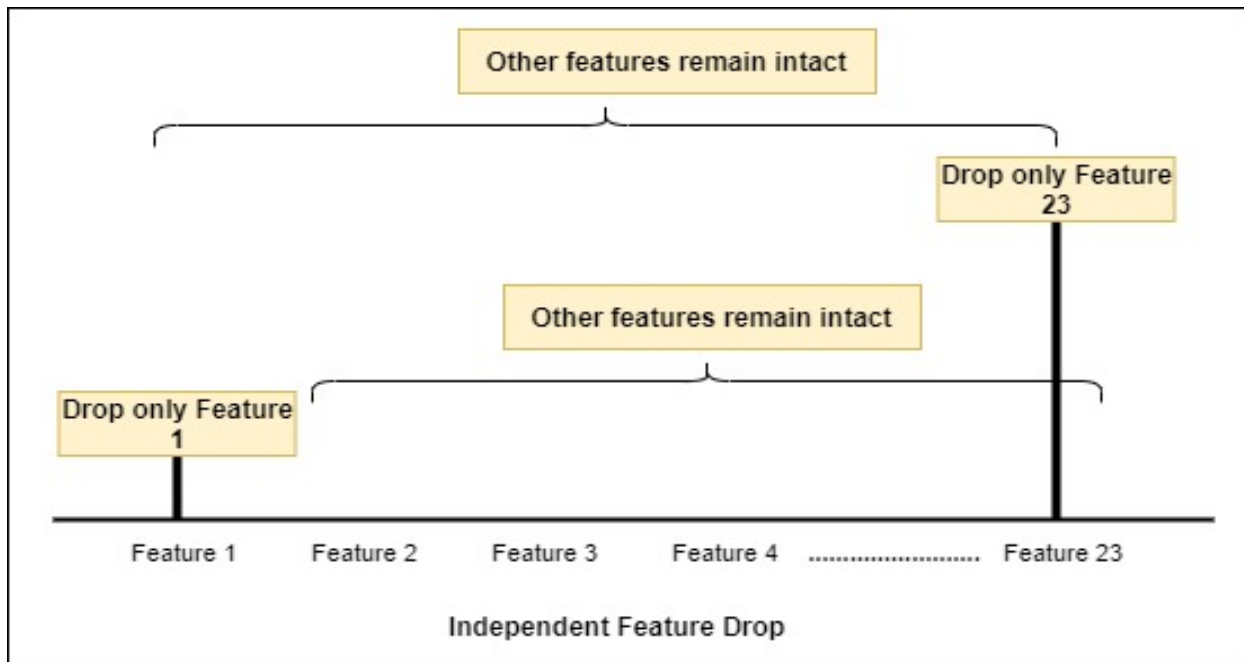 Other features remain intact
Drop only Feature
23
Other features remain intact
Drop only Feature
1
Feature 1 Feature 2 Feature 3 Feature 4 ........................ Feature 23
Independent Feature Drop